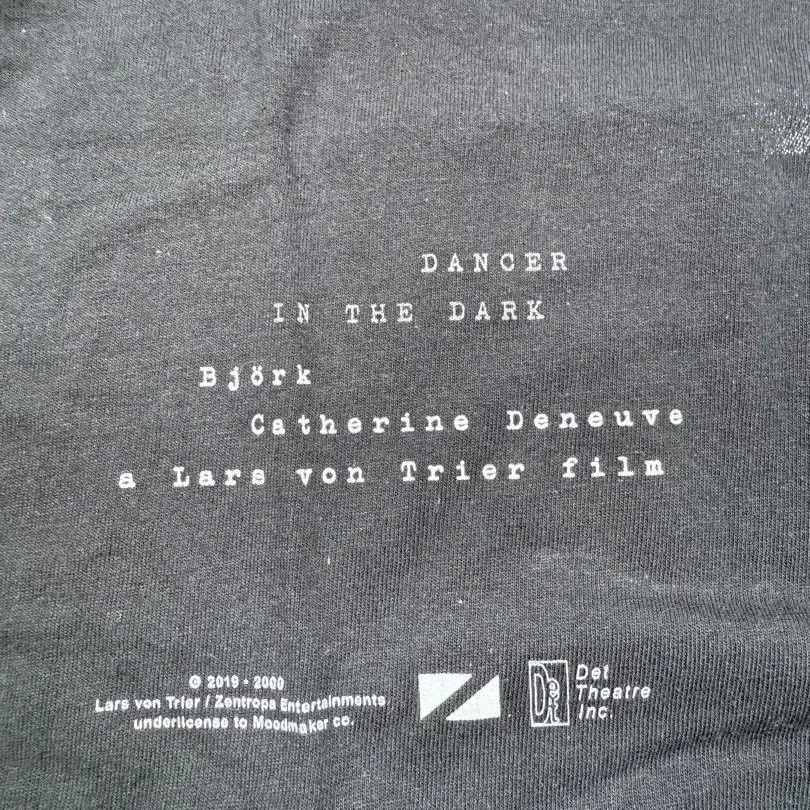 DANCER
IN THE DARK
Björk
Catherine Deneuve
a Lars von Trier film
© 2019 • 2000
Lars von Trier / Zentropa Entertainments
underlicense to Moodmaker co.
Det
Theatre
Inc.